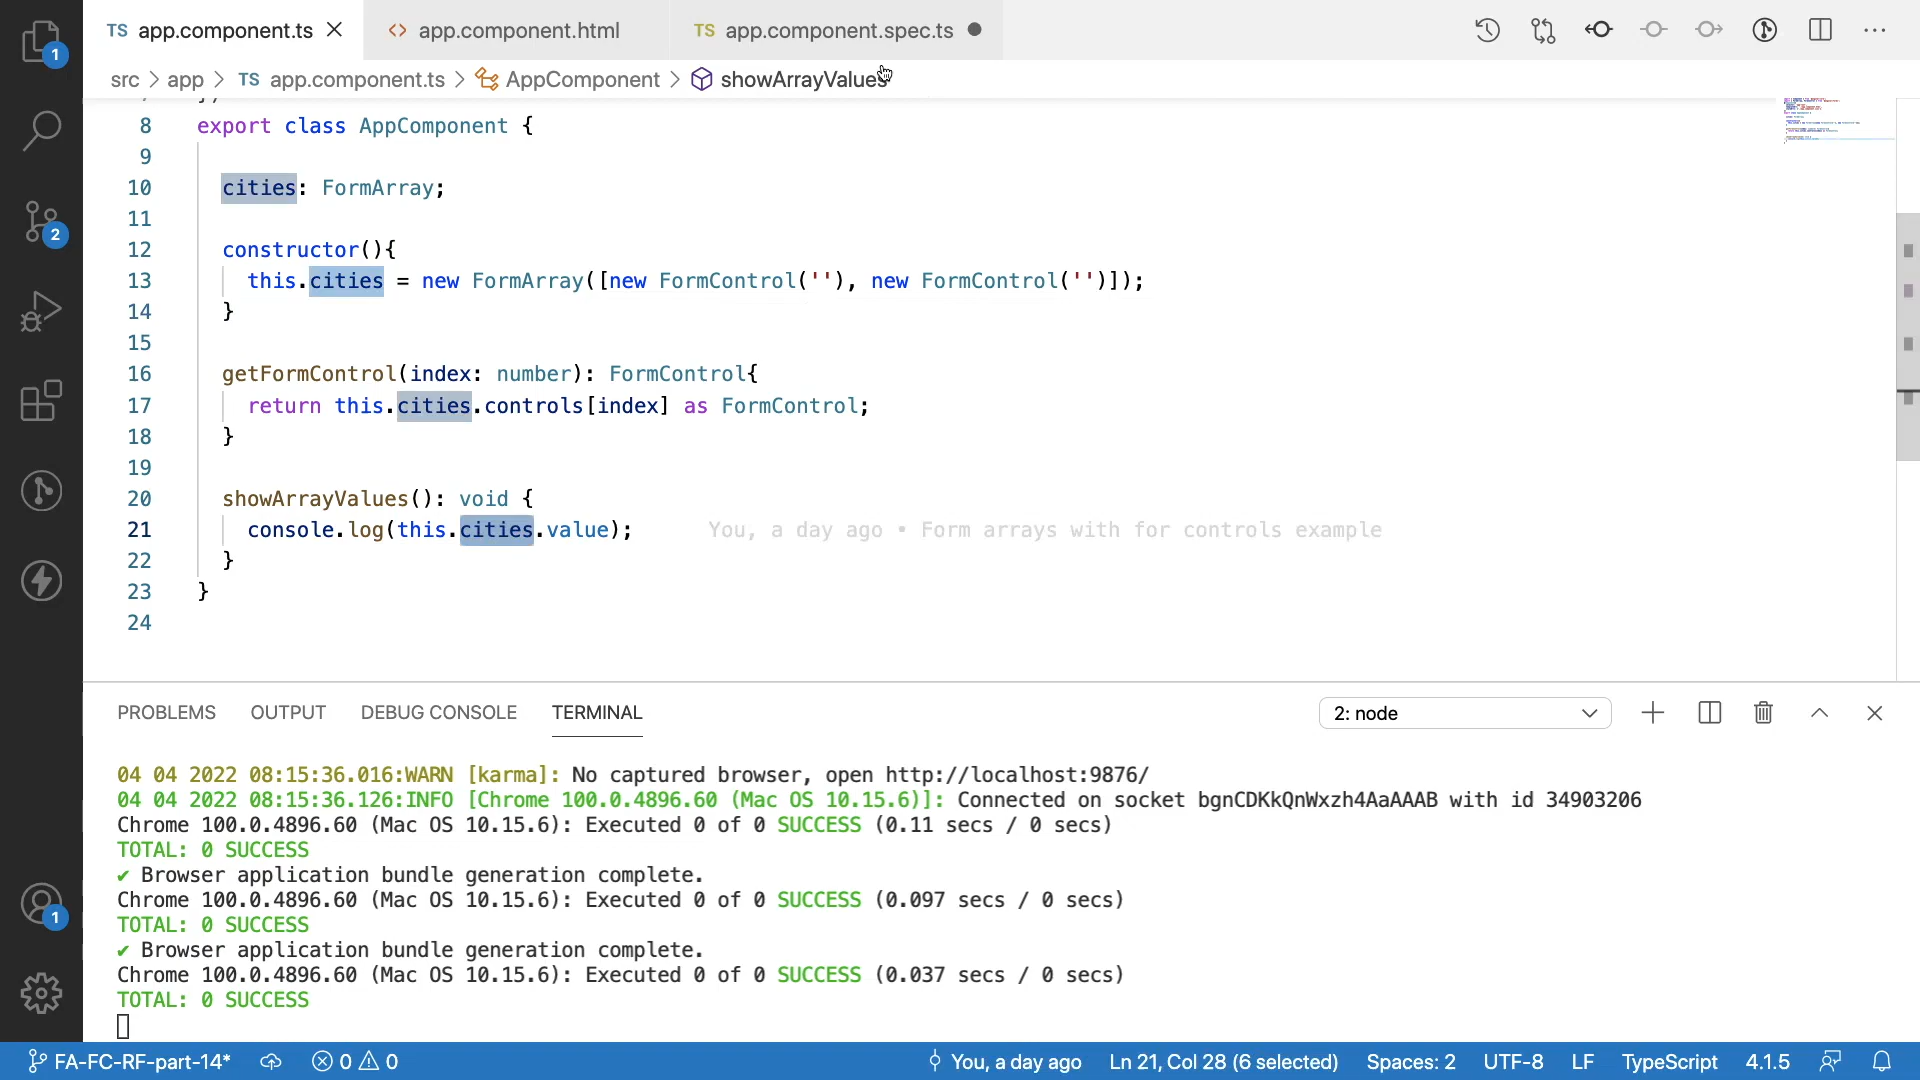 TS app.component.ts <> app.component.html TS app.component.spec.ts
src > app > TS app.component.ts > AppComponent > showArrayValues
8 export class AppComponent {
9
10 cities: FormArray;
11
12 constructor(){
13 this.cities = new FormArray([new FormControl(''), new FormControl('')]);
14 }
15
16 getFormControl(index: number): FormControl{
17 return this.cities.controls[index] as FormControl;
18 }
19
20 showArrayValues(): void {
21 console.log(this.cities.value); You, a day ago • Form arrays with for controls example
22 }
23 }
24
PROBLEMS OUTPUT DEBUG CONSOLE TERMINAL 2: node
04 04 2022 08:15:36.016:WARN [karma]: No captured browser, open http://localhost:9876/
04 04 2022 08:15:36.126:INFO [Chrome 100.0.4896.60 (Mac OS 10.15.6)]: Connected on socket bgnCDKkQnWxzh4AaAAAB with id 34903206
Chrome 100.0.4896.60 (Mac OS 10.15.6): Executed 0 of 0 SUCCESS (0.11 secs / 0 secs)
TOTAL: 0 SUCCESS
✔ Browser application bundle generation complete.
Chrome 100.0.4896.60 (Mac OS 10.15.6): Executed 0 of 0 SUCCESS (0.097 secs / 0 secs)
TOTAL: 0 SUCCESS
✔ Browser application bundle generation complete.
Chrome 100.0.4896.60 (Mac OS 10.15.6): Executed 0 of 0 SUCCESS (0.037 secs / 0 secs)
TOTAL: 0 SUCCESS
1
2
1
FA-FC-RF-part-14* 0 0 You, a day ago Ln 21, Col 28 (6 selected) Spaces: 2 UTF-8 LF TypeScript 4.1.5